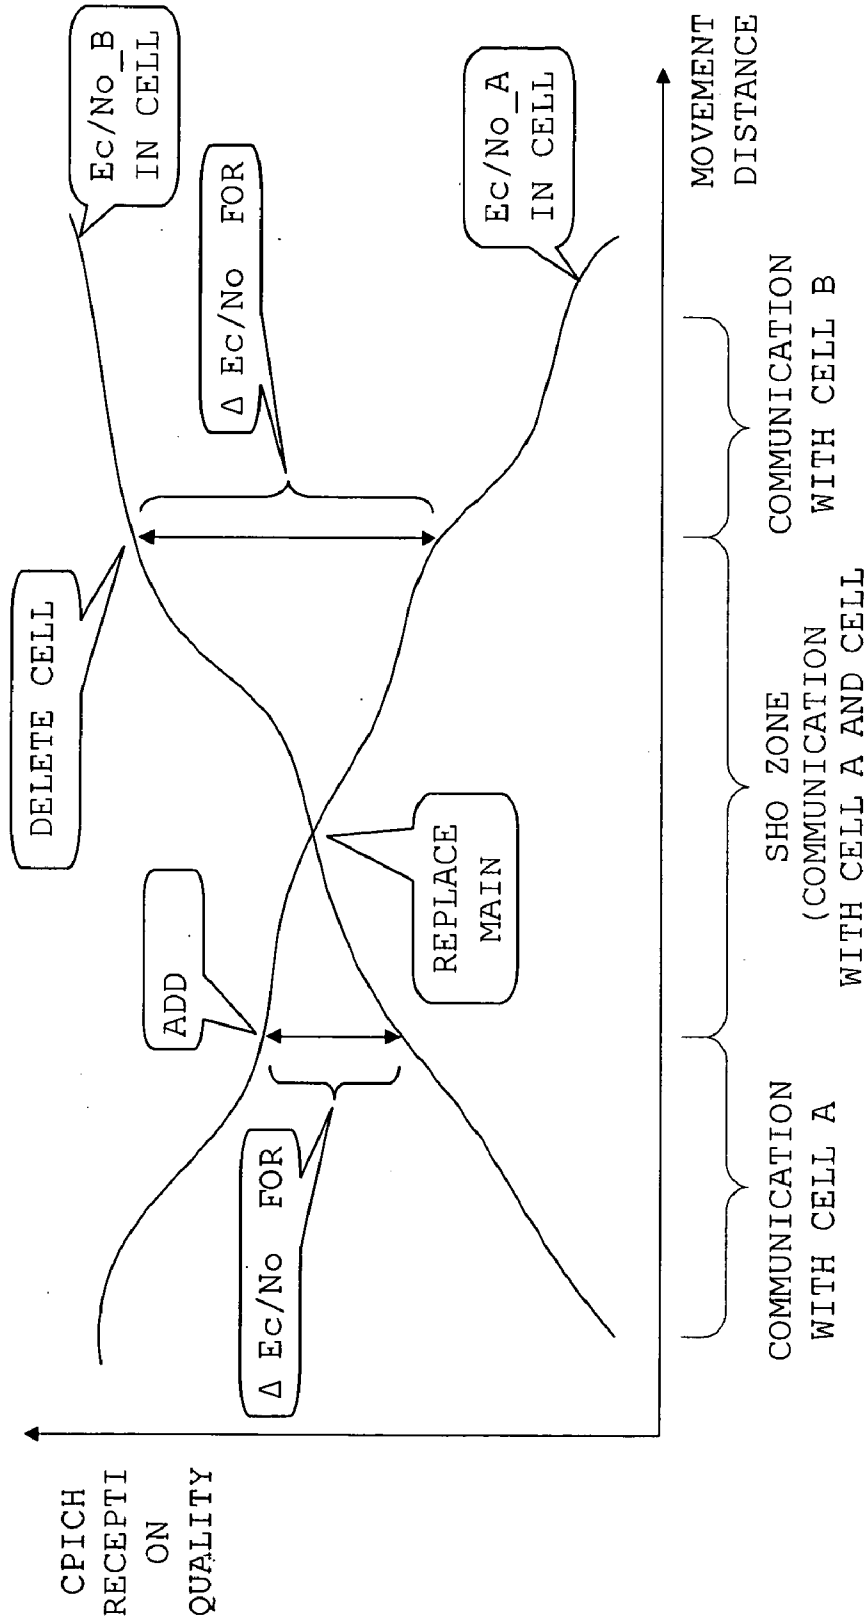 CPICH
RECEPTI
ON
QUALITY
Δ Ec/No FOR
ADD
DELETE CELL
REPLACE
MAIN
Δ Ec/No FOR
Ec/No_B
IN CELL
Ec/No_A
IN CELL
MOVEMENT
DISTANCE
COMMUNICATION
WITH CELL A
SHO ZONE
(COMMUNICATION
WITH CELL A AND CELL
COMMUNICATION
WITH CELL B